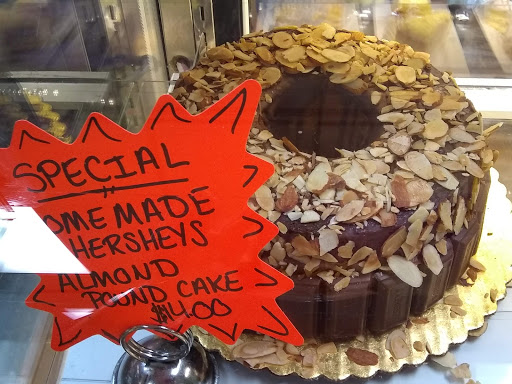 SPECIAL
OME MADE
HERSHEYS
ALMOND
POUND CAKE
$14.00